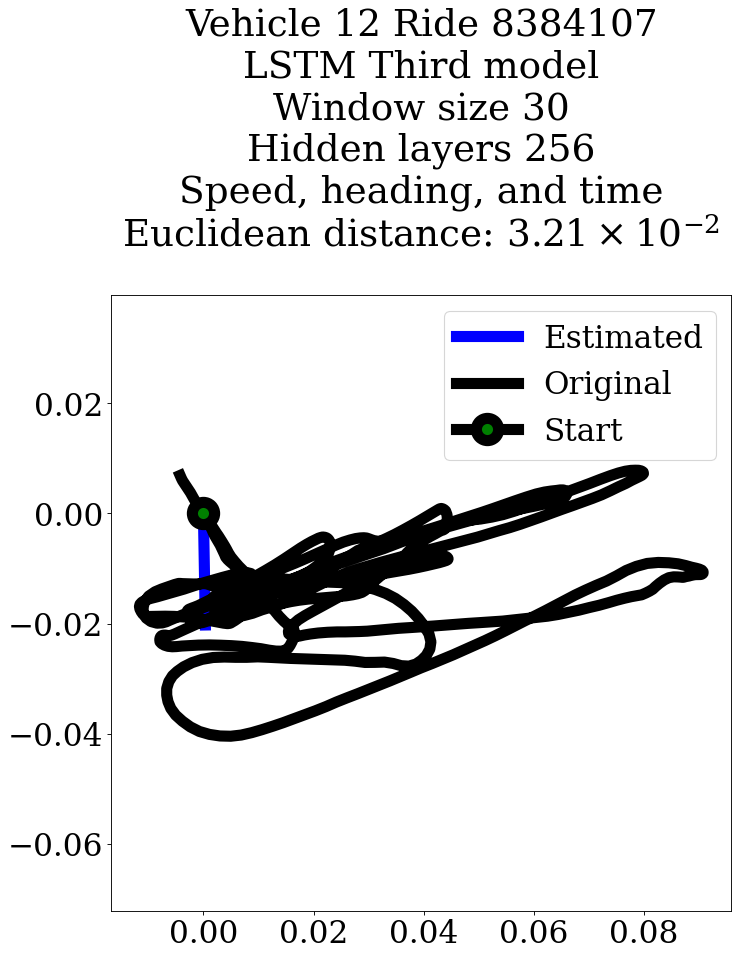 Vehicle 12 Ride 8384107
LSTM Third model
Window size 30
Hidden layers 256
Speed, heading, and time
Euclidean distance: 3.21 × 10⁻²
Estimated
Original
Start
0.02
0.00
−0.02
−0.04
−0.06
0.00 0.02 0.04 0.06 0.08